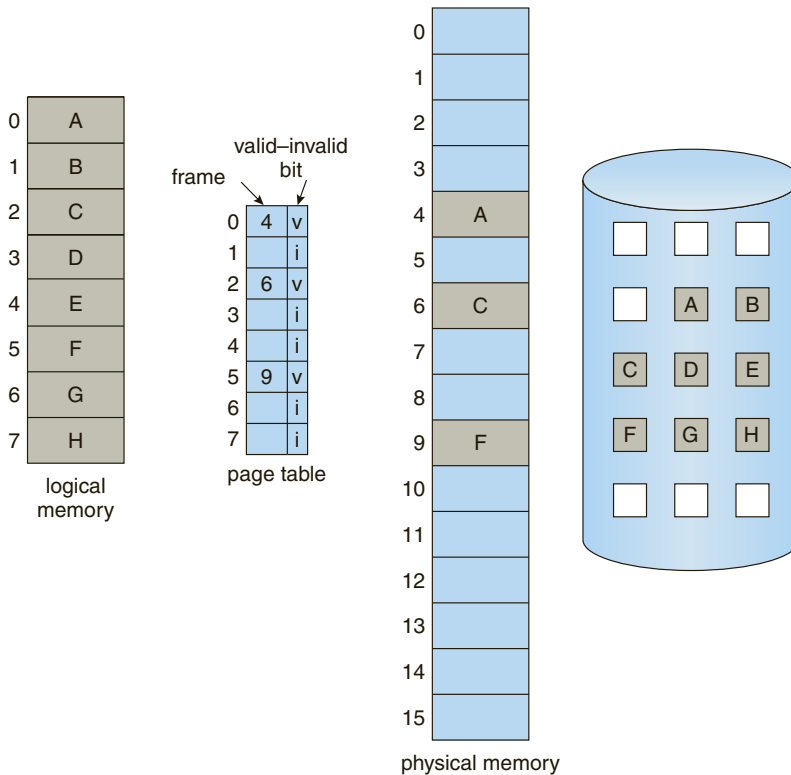 0 A
1 B
2 C
3 D
4 E
5 F
6 G
7 H
logical
memory
valid–invalid
bit
frame
0 4 v
1 i
2 6 v
3 i
4 i
5 9 v
6 i
7 i
page table
0
1
2
3
4 A
5
6 C
7
8
9 F
10
11
12
13
14
15
physical memory
A B
C D E
F G H